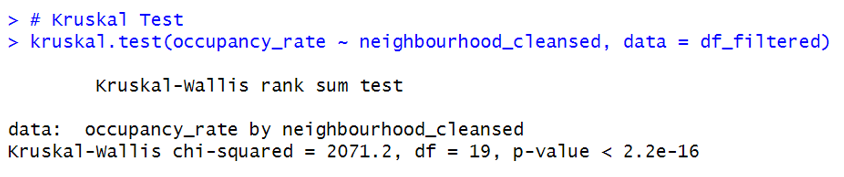 > # Kruskal Test
> kruskal.test(occupancy_rate ~ neighbourhood_cleansed, data = df_filtered)
Kruskal-Wallis rank sum test
data:  occupancy_rate by neighbourhood_cleansed
Kruskal-Wallis chi-squared = 2071.2, df = 19, p-value < 2.2e-16